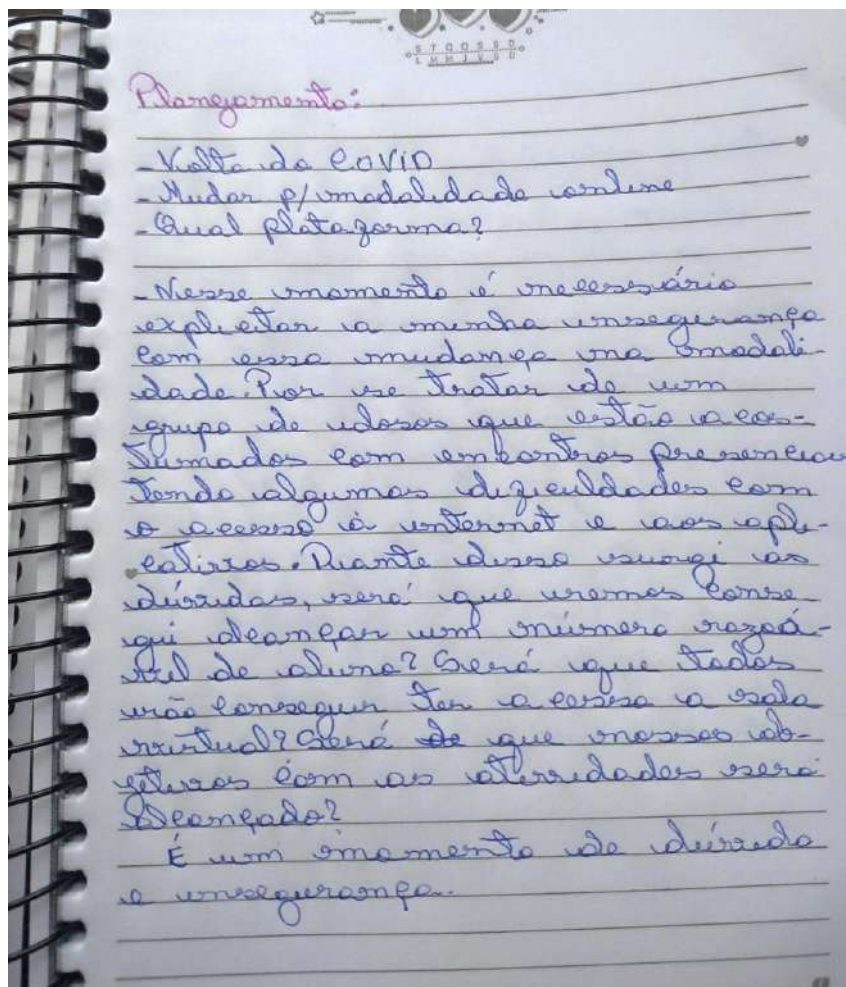 S T Q Q S S D
L M M J V S D
Planejamento:
- Volta da COVID
- Mudar p/ modalidade online
- Qual plataforma?
- Nesse momento é necessário
explicitar a minha insegurança
com essa mudança na modali-
dade. Por se tratar de um
grupo de idosos que estão acos-
tumados com encontros presenciais
tendo algumas dificuldades com
o acesso à internet e aos apli-
cativos. Diante disso surgi as
dúvidas, será que iremos conse
gui alcançar um número razoá-
vel de aluno? Será que todos
irão conseguir ter acesso a sala
virtual? Será de que nossos ob-
jetivos com as atividades será
alcançado?
É um momento de dúvida
e insegurança..